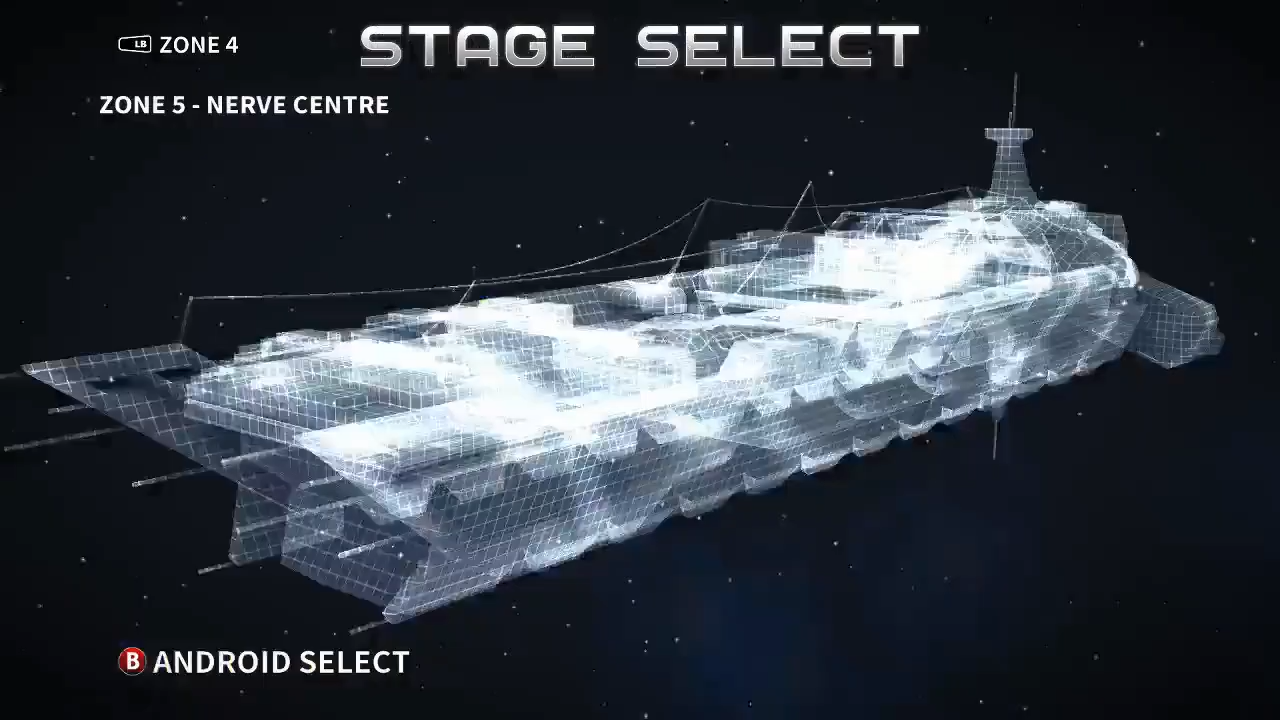 LB ZONE 4
STAGE SELECT
ZONE 5 - NERVE CENTRE
B ANDROID SELECT